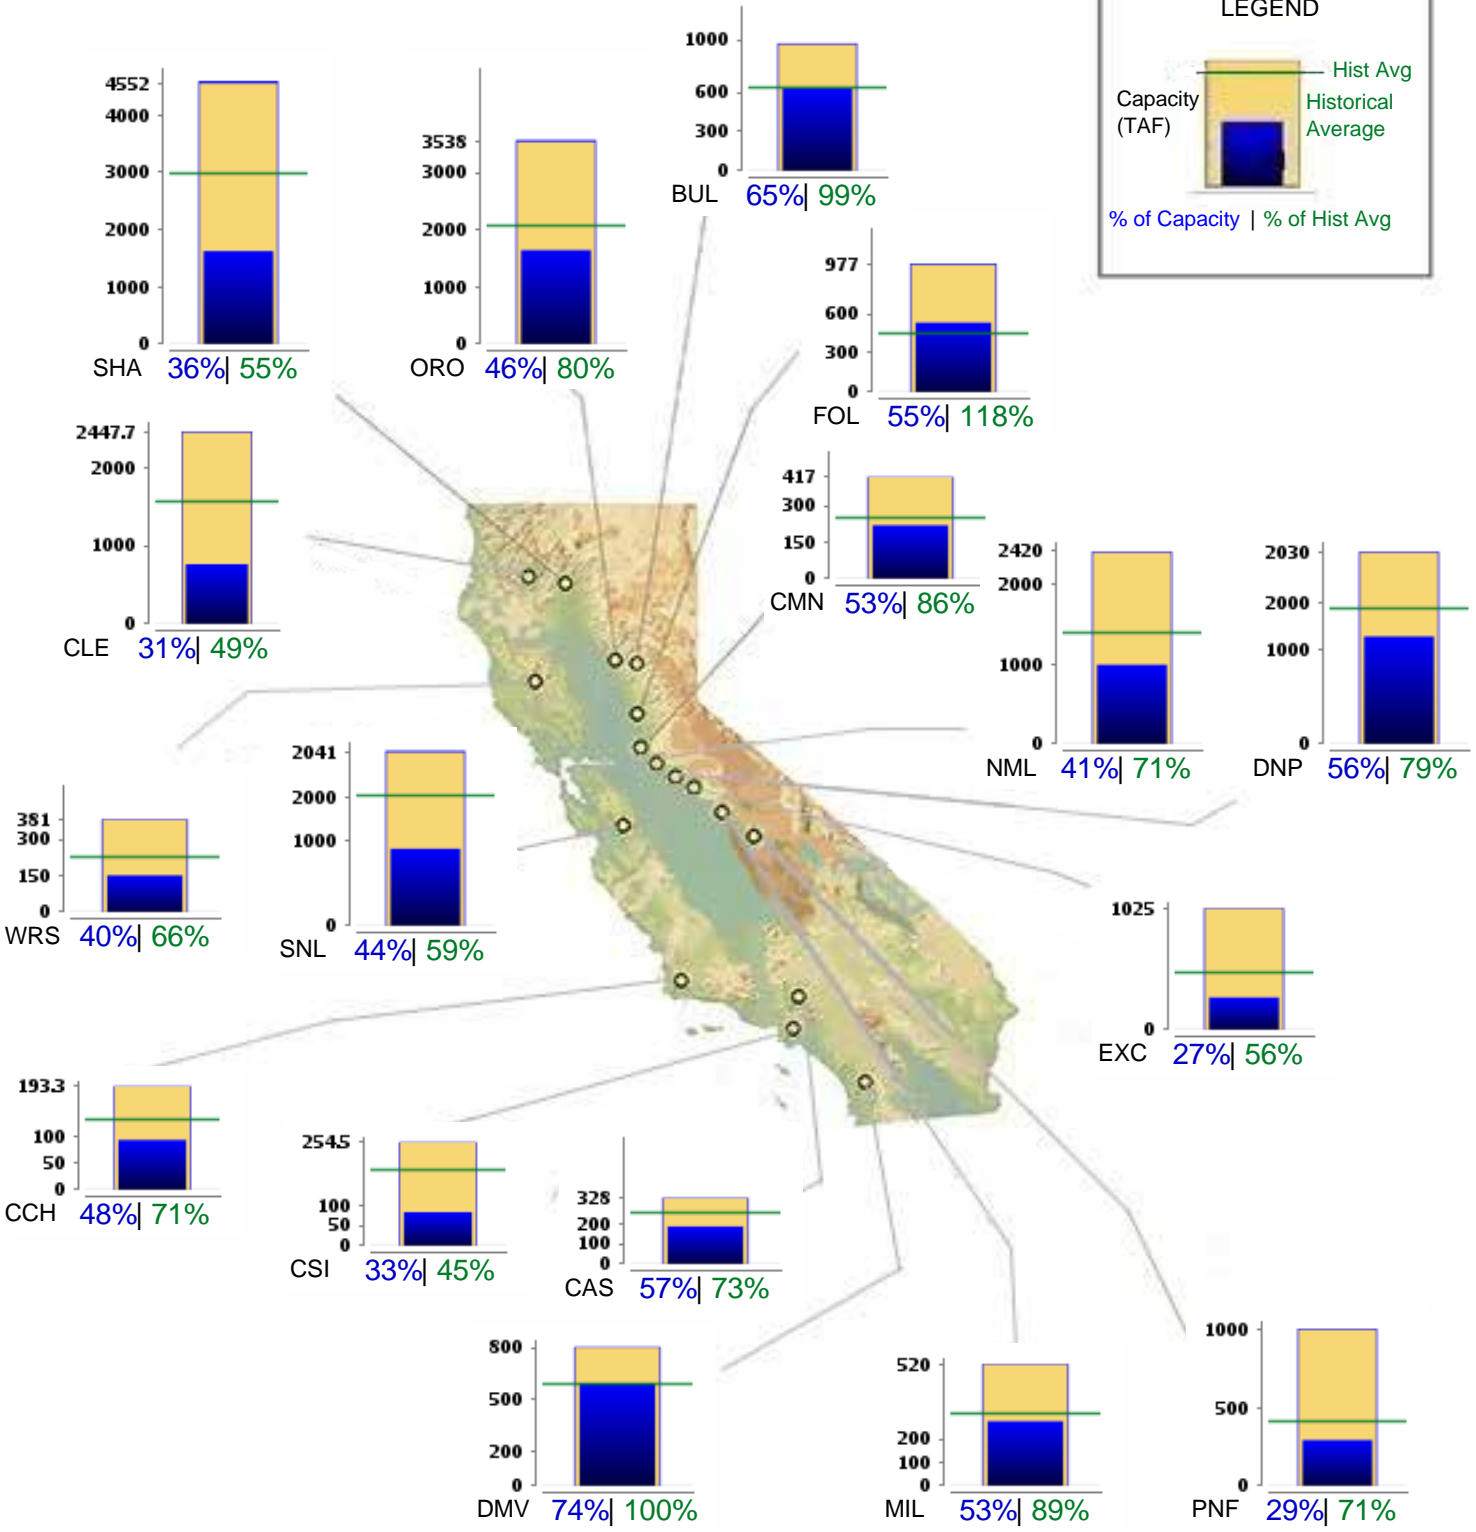 LEGEND
Hist Avg
Capacity
(TAF)
Historical
Average
% of Capacity | % of Hist Avg
4552
4000
3000
2000
1000
0
SHA 36%| 55%
3538
3000
2000
1000
0
ORO 46%| 80%
1000
600
300
0
BUL 65%| 99%
977
600
300
0
FOL 55%| 118%
2447.7
2000
1000
0
CLE 31%| 49%
417
300
150
0
CMN 53%| 86%
2420
2000
1000
0
NML 41%| 71%
2030
2000
1000
0
DNP 56%| 79%
381
300
150
0
WRS 40%| 66%
2041
2000
1000
0
SNL 44%| 59%
1025
0
EXC 27%| 56%
193.3
100
50
0
CCH 48%| 71%
254.5
100
50
0
CSI 33%| 45%
328
200
100
0
CAS 57%| 73%
800
500
200
0
DMV 74%| 100%
520
200
100
0
MIL 53%| 89%
1000
500
0
PNF 29%| 71%